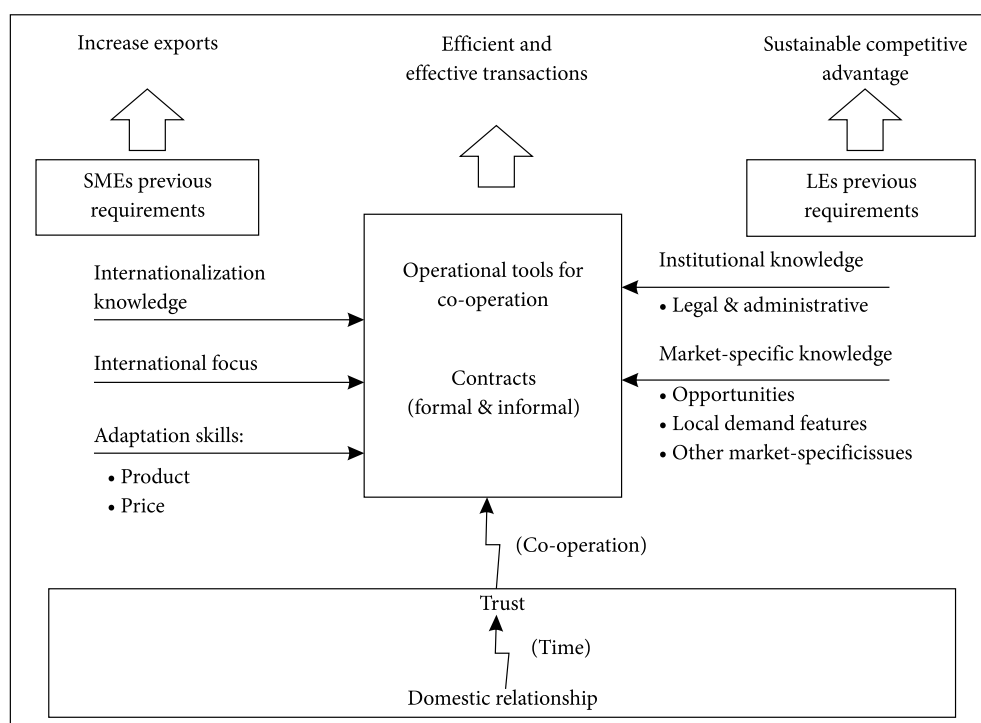 Increase exports
Efficient and
effective transactions
Sustainable competitive
advantage
SMEs previous
requirements
LEs previous
requirements
Internationalization
knowledge
International focus
Adaptation skills:
• Product
• Price
Operational tools for
co-operation
Contracts
(formal & informal)
Institutional knowledge
• Legal & administrative
Market-specific knowledge
• Opportunities
• Local demand features
• Other market-specificissues
(Co-operation)
Trust
(Time)
Domestic relationship